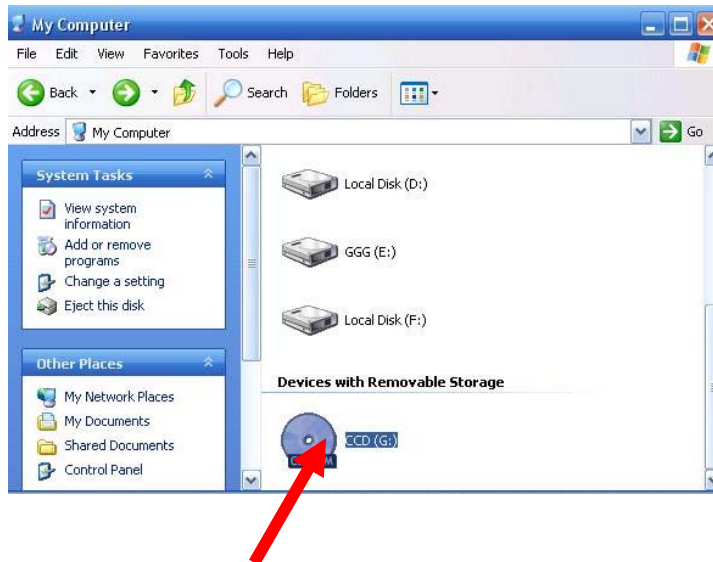 My Computer
File Edit View Favorites Tools Help
Back Search Folders
Address My Computer Go
System Tasks
View system
information
Add or remove
programs
Change a setting
Eject this disk
Other Places
My Network Places
My Documents
Shared Documents
Control Panel
Local Disk (D:)
GGG (E:)
Local Disk (F:)
Devices with Removable Storage
CCD (G:)